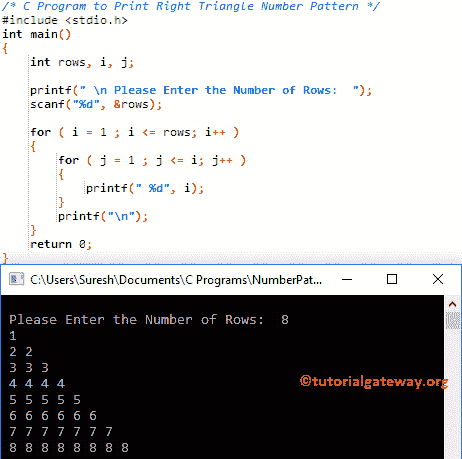 /* C Program to Print Right Triangle Number Pattern */
#include <stdio.h>
int main()
{
    int rows, i, j;

    printf(" \n Please Enter the Number of Rows:  ");
    scanf("%d", &rows);

    for ( i = 1 ; i <= rows; i++ )
    {
        for ( j = 1 ; j <= i; j++ )
        {
            printf(" %d", i);
        }
        printf("\n");
    }
    return 0;
}
C:\Users\Suresh\Documents\C Programs\NumberPat...
Please Enter the Number of Rows:  8
1
2 2
3 3 3
4 4 4 4
©tutorialgateway.org
5 5 5 5 5
6 6 6 6 6 6
7 7 7 7 7 7 7
8 8 8 8 8 8 8 8